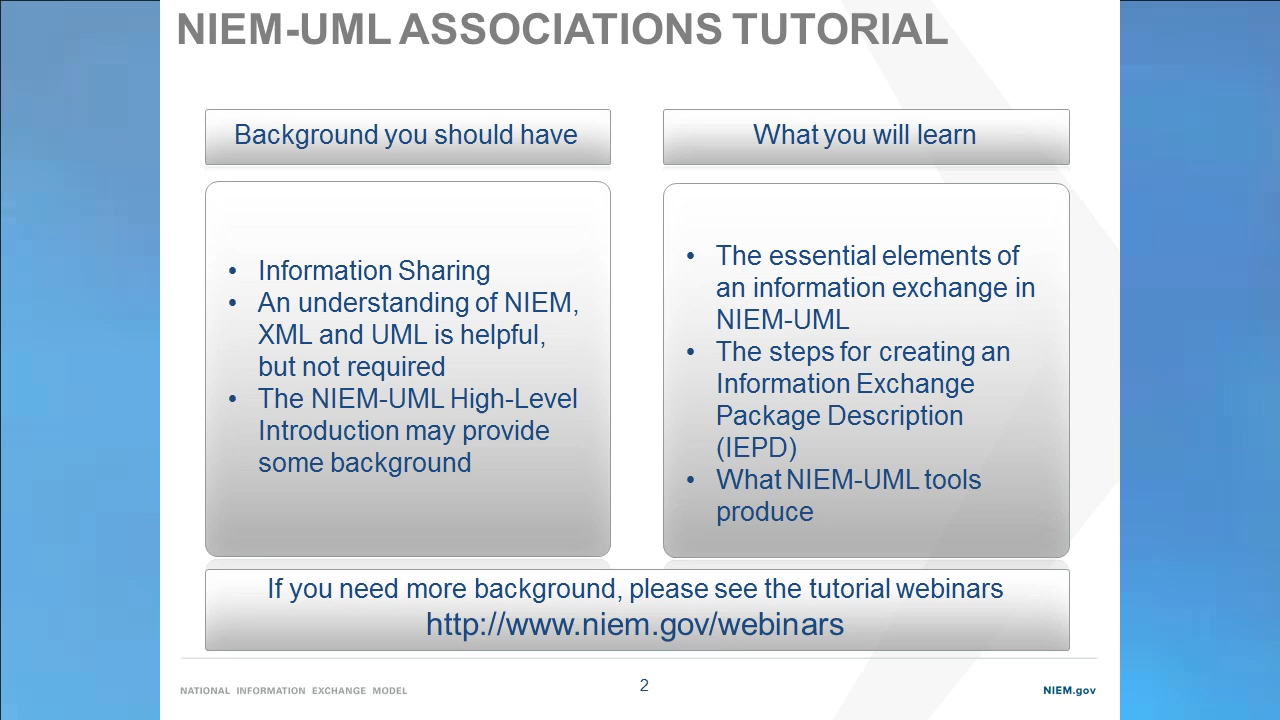 NIEM-UML ASSOCIATIONS TUTORIAL
Background you should have
• Information Sharing
• An understanding of NIEM,
XML and UML is helpful,
but not required
• The NIEM-UML High-Level
Introduction may provide
some background
What you will learn
• The essential elements of
an information exchange in
NIEM-UML
• The steps for creating an
Information Exchange
Package Description
(IEPD)
• What NIEM-UML tools
produce
If you need more background, please see the tutorial webinars
http://www.niem.gov/webinars
NATIONAL INFORMATION EXCHANGE MODEL
2
NIEM.gov